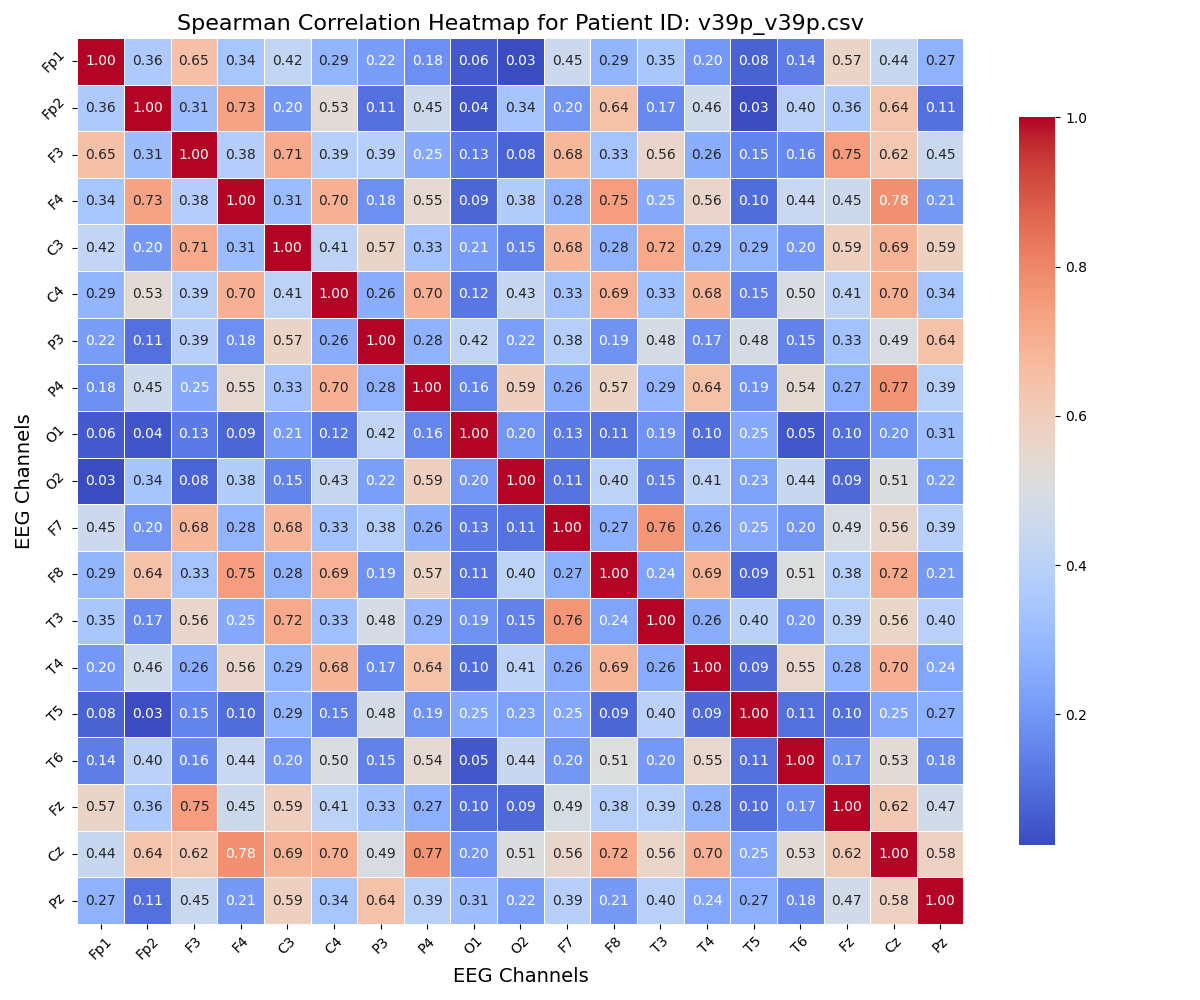 Spearman Correlation Heatmap for Patient ID: v39p_v39p.csv
Fp1 1.00 0.36 0.65 0.34 0.42 0.29 0.22 0.18 0.06 0.03 0.45 0.29 0.35 0.20 0.08 0.14 0.57 0.44 0.27
Fp2 0.36 1.00 0.31 0.73 0.20 0.53 0.11 0.45 0.04 0.34 0.20 0.64 0.17 0.46 0.03 0.40 0.36 0.64 0.11
F3 0.65 0.31 1.00 0.38 0.71 0.39 0.39 0.25 0.13 0.08 0.68 0.33 0.56 0.26 0.15 0.16 0.75 0.62 0.45
F4 0.34 0.73 0.38 1.00 0.31 0.70 0.18 0.55 0.09 0.38 0.28 0.75 0.25 0.56 0.10 0.44 0.45 0.78 0.21
C3 0.42 0.20 0.71 0.31 1.00 0.41 0.57 0.33 0.21 0.15 0.68 0.28 0.72 0.29 0.29 0.20 0.59 0.69 0.59
C4 0.29 0.53 0.39 0.70 0.41 1.00 0.26 0.70 0.12 0.43 0.33 0.69 0.33 0.68 0.15 0.50 0.41 0.70 0.34
P3 0.22 0.11 0.39 0.18 0.57 0.26 1.00 0.28 0.42 0.22 0.38 0.19 0.48 0.17 0.48 0.15 0.33 0.49 0.64
P4 0.18 0.45 0.25 0.55 0.33 0.70 0.28 1.00 0.16 0.59 0.26 0.57 0.29 0.64 0.19 0.54 0.27 0.77 0.39
O1 0.06 0.04 0.13 0.09 0.21 0.12 0.42 0.16 1.00 0.20 0.13 0.11 0.19 0.10 0.25 0.05 0.10 0.20 0.31
O2 0.03 0.34 0.08 0.38 0.15 0.43 0.22 0.59 0.20 1.00 0.11 0.40 0.15 0.41 0.23 0.44 0.09 0.51 0.22
F7 0.45 0.20 0.68 0.28 0.68 0.33 0.38 0.26 0.13 0.11 1.00 0.27 0.76 0.26 0.25 0.20 0.49 0.56 0.39
F8 0.29 0.64 0.33 0.75 0.28 0.69 0.19 0.57 0.11 0.40 0.27 1.00 0.24 0.69 0.09 0.51 0.38 0.72 0.21
T3 0.35 0.17 0.56 0.25 0.72 0.33 0.48 0.29 0.19 0.15 0.76 0.24 1.00 0.26 0.40 0.20 0.39 0.56 0.40
T4 0.20 0.46 0.26 0.56 0.29 0.68 0.17 0.64 0.10 0.41 0.26 0.69 0.26 1.00 0.09 0.55 0.28 0.70 0.24
T5 0.08 0.03 0.15 0.10 0.29 0.15 0.48 0.19 0.25 0.23 0.25 0.09 0.40 0.09 1.00 0.11 0.10 0.25 0.27
T6 0.14 0.40 0.16 0.44 0.20 0.50 0.15 0.54 0.05 0.44 0.20 0.51 0.20 0.55 0.11 1.00 0.17 0.53 0.18
Fz 0.57 0.36 0.75 0.45 0.59 0.41 0.33 0.27 0.10 0.09 0.49 0.38 0.39 0.28 0.10 0.17 1.00 0.62 0.47
Cz 0.44 0.64 0.62 0.78 0.69 0.70 0.49 0.77 0.20 0.51 0.56 0.72 0.56 0.70 0.25 0.53 0.62 1.00 0.58
Pz 0.27 0.11 0.45 0.21 0.59 0.34 0.64 0.39 0.31 0.22 0.39 0.21 0.40 0.24 0.27 0.18 0.47 0.58 1.00
Fp1 Fp2 F3 F4 C3 C4 P3 P4 O1 O2 F7 F8 T3 T4 T5 T6 Fz Cz Pz
EEG Channels
EEG Channels
1.0
0.8
0.6
0.4
0.2